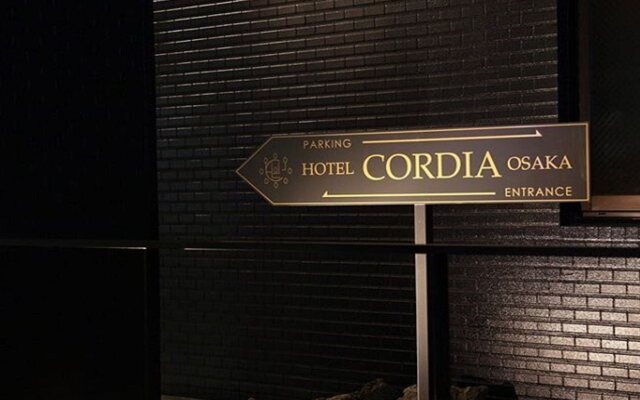 PARKING
HOTEL CORDIA OSAKA
ENTRANCE